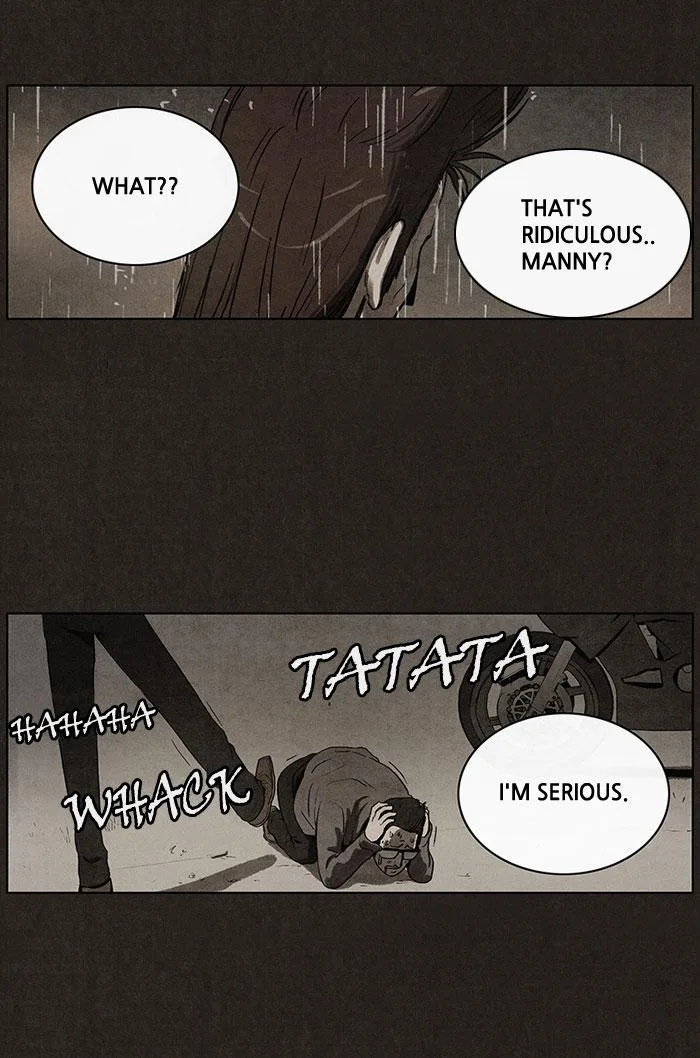 WHAT??
THAT'S
RIDICULOUS..
MANNY?
TATATA
HAHAHA
WHACK
I'M SERIOUS.